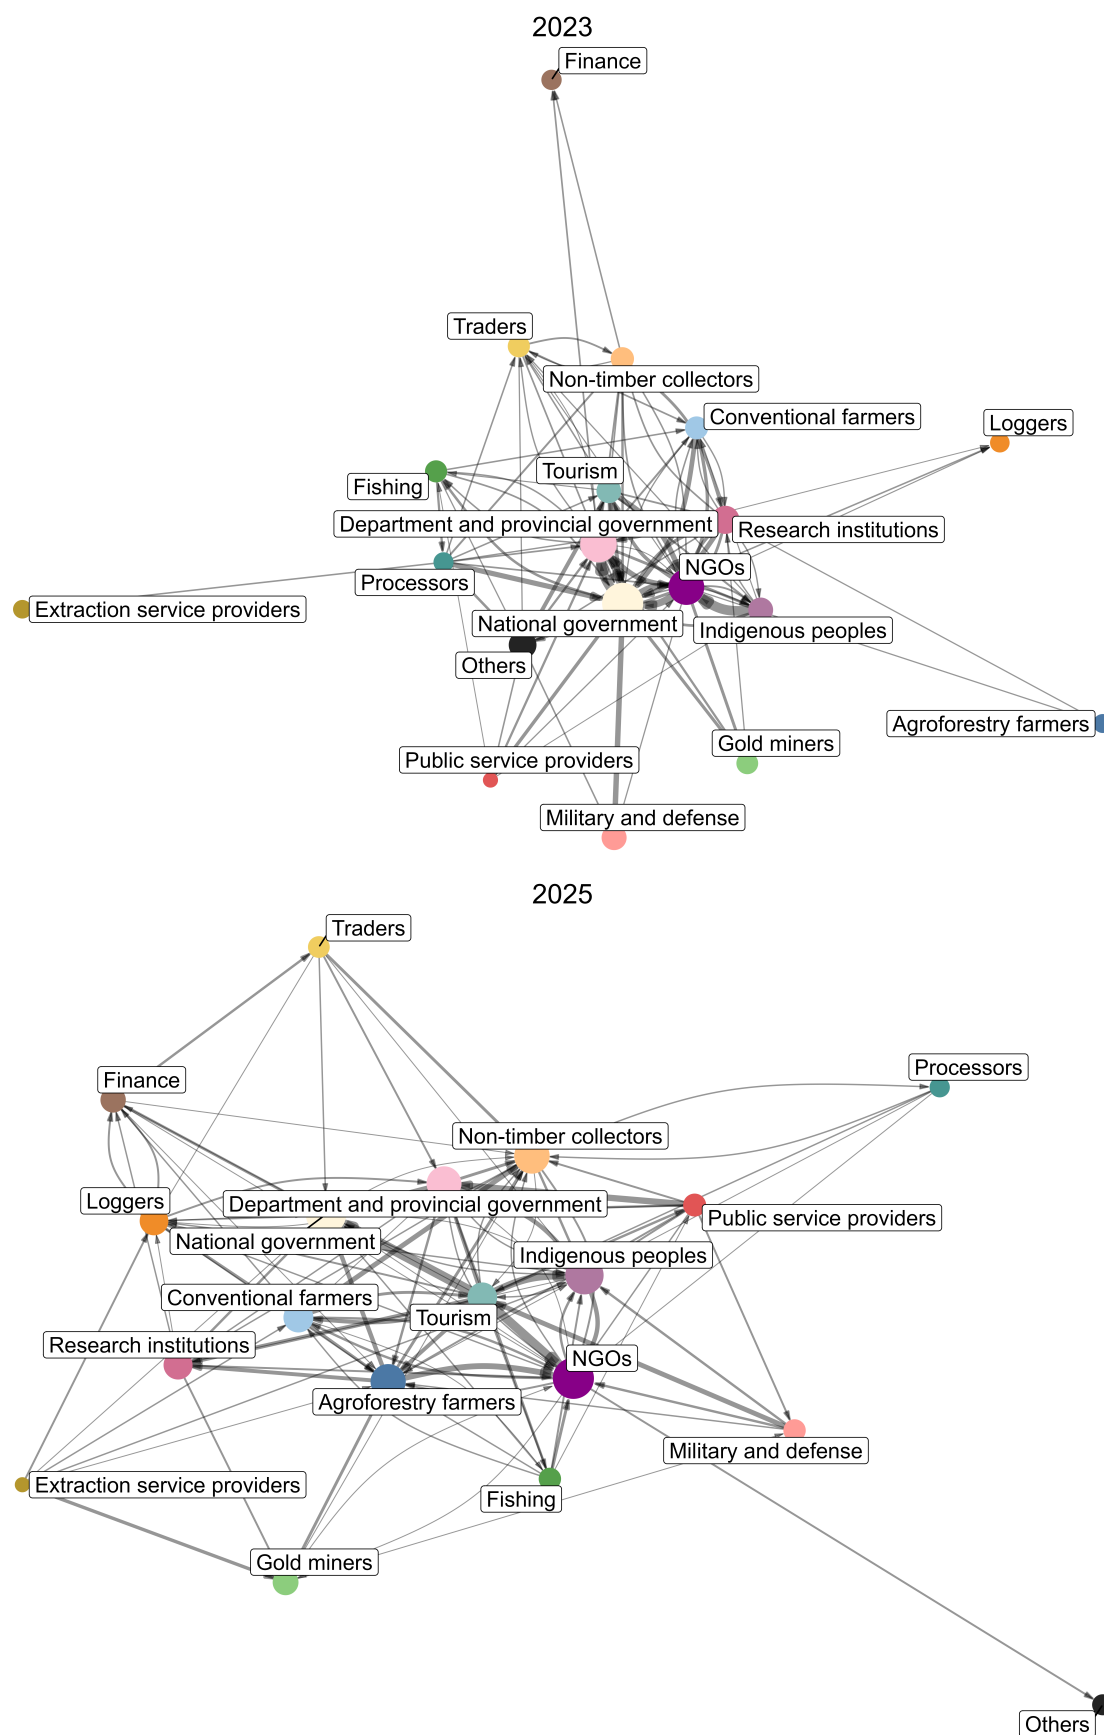 2023
Finance
Traders
Non-timber collectors
Conventional farmers
Loggers
Tourism
Fishing
Department and provincial government
Research institutions
NGOs
Processors
Extraction service providers
National government
Indigenous peoples
Others
Agroforestry farmers
Gold miners
Public service providers
Military and defense
2025
Traders
Processors
Finance
Non-timber collectors
Loggers
Department and provincial government
Public service providers
National government
Indigenous peoples
Conventional farmers
Tourism
Research institutions
NGOs
Agroforestry farmers
Military and defense
Extraction service providers
Fishing
Gold miners
Others